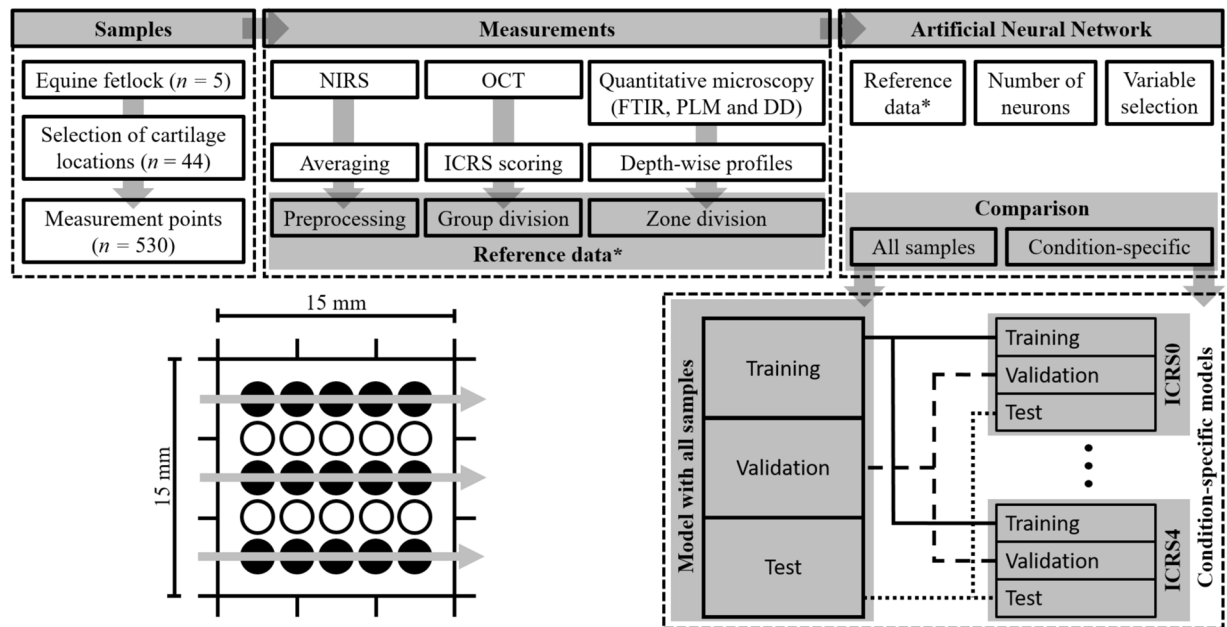 Samples
Equine fetlock (n = 5)
Selection of cartilage
locations (n = 44)
Measurement points
(n = 530)
Measurements
NIRS
Averaging
Preprocessing
OCT
ICRS scoring
Group division
Quantitative microscopy
(FTIR, PLM and DD)
Depth-wise profiles
Zone division
Reference data*
Artificial Neural Network
Reference
data*
Number of
neurons
Variable
selection
Comparison
All samples
Condition-specific
15 mm
15 mm
Model with all samples
Training
Validation
Test
Training
Validation
Test
ICRS0
Training
Validation
Test
ICRS4
Condition-specific models